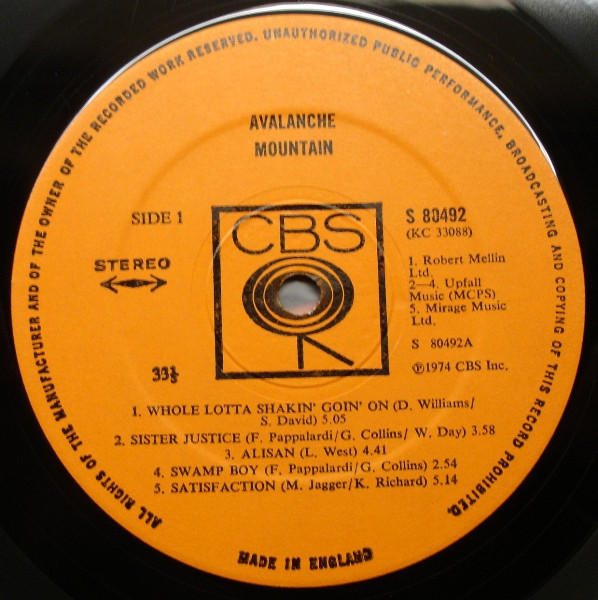 ALL RIGHTS OF THE MANUFACTURER AND OF THE OWNER OF THE RECORDED WORK RESERVED. UNAUTHORIZED PUBLIC PERFORMANCE, BROADCASTING AND COPYING OF THIS RECORD PROHIBITED.
AVALANCHE
MOUNTAIN
SIDE 1
STEREO
33⅓
CBS
S 80492
(KC 33088)
1. Robert Mellin
Ltd.
2—4. Upfall
Music (MCPS)
5. Mirage Music
Ltd.
S 80492A
℗1974 CBS Inc.
1. WHOLE LOTTA SHAKIN' GOIN' ON (D. Williams/
S. David) 5.05
2. SISTER JUSTICE (F. Pappalardi/G. Collins/ W. Day) 3.58
3. ALISAN (L. West) 4.41
4. SWAMP BOY (F. Pappalardi/G. Collins) 2.54
5. SATISFACTION (M. Jagger/K. Richard) 5.14
MADE IN ENGLAND